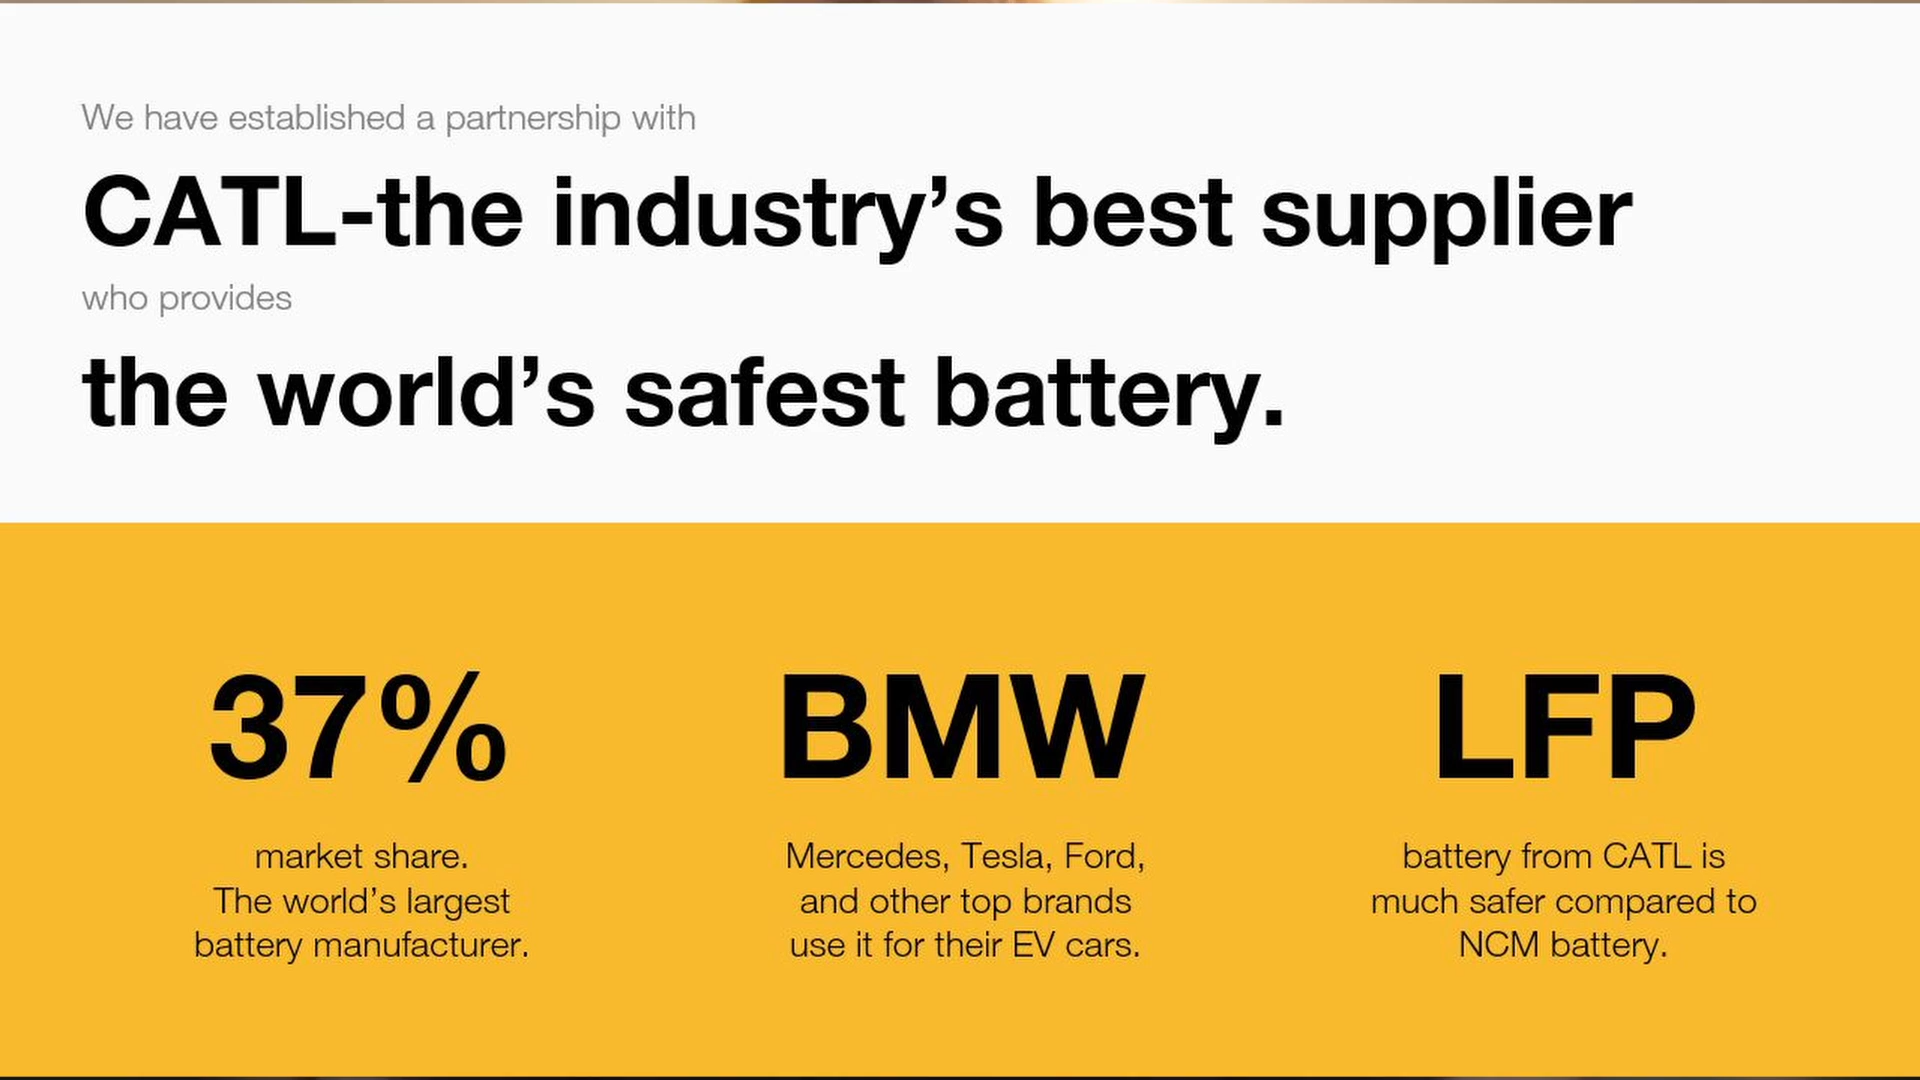 We have established a partnership with
CATL-the industry’s best supplier
who provides
the world’s safest battery.
37%
market share.
The world’s largest
battery manufacturer.
BMW
Mercedes, Tesla, Ford,
and other top brands
use it for their EV cars.
LFP
battery from CATL is
much safer compared to
NCM battery.